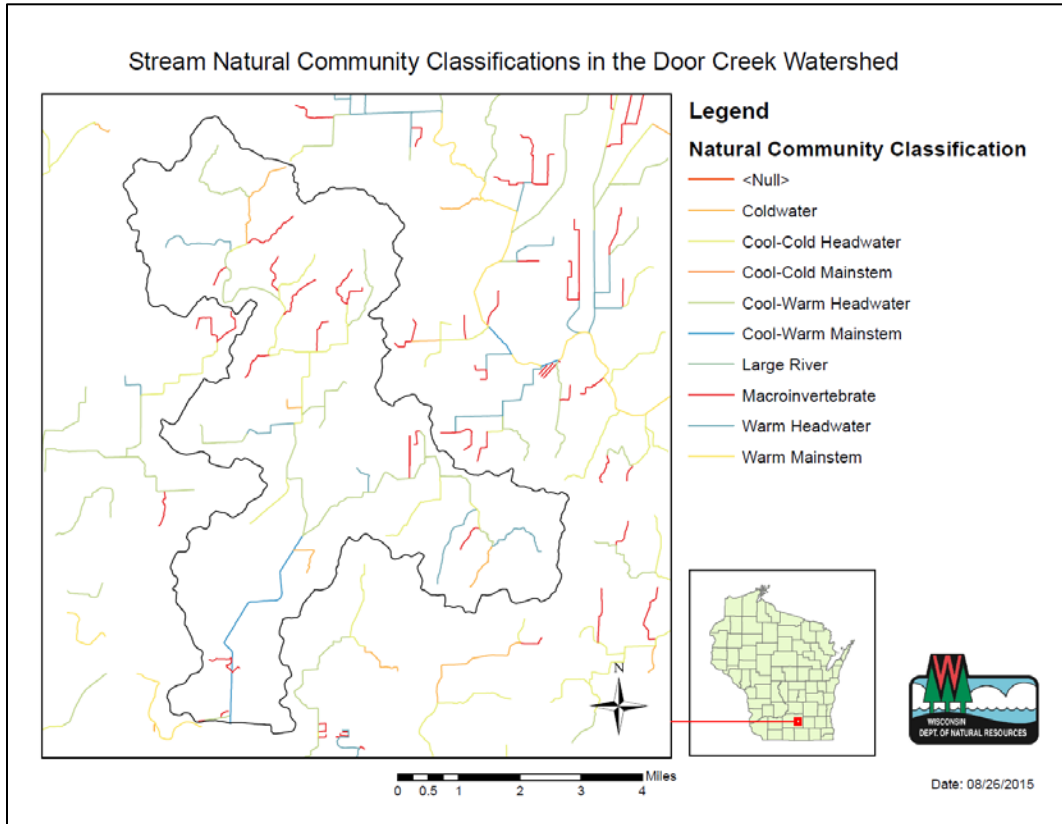 Stream Natural Community Classifications in the Door Creek Watershed
Legend
Natural Community Classification
<Null>
Coldwater
Cool-Cold Headwater
Cool-Cold Mainstem
Cool-Warm Headwater
Cool-Warm Mainstem
Large River
Macroinvertebrate
Warm Headwater
Warm Mainstem
N
W
WISCONSIN
DEPT. OF NATURAL RESOURCES
Miles
0 0.5 1 2 3 4
Date: 08/26/2015